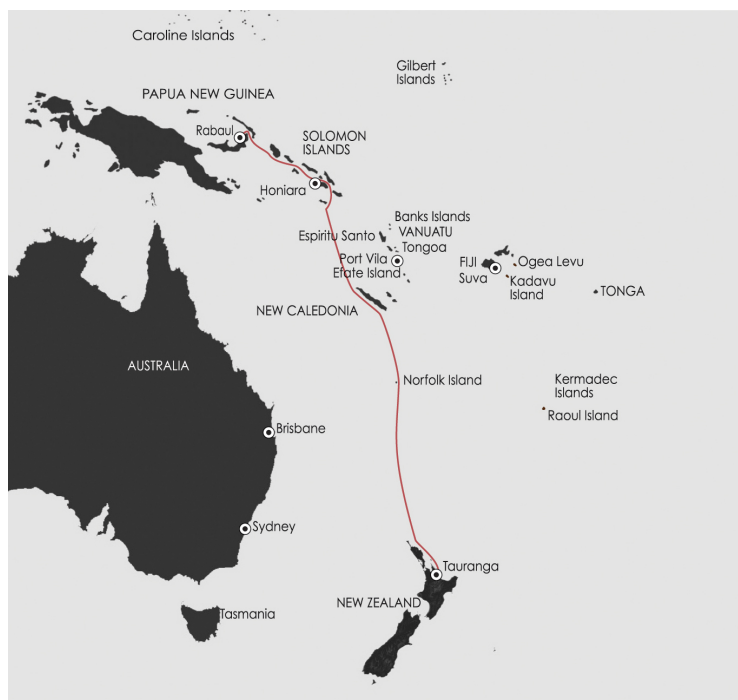 Caroline Islands
Gilbert
Islands
PAPUA NEW GUINEA
Rabaul
SOLOMON
ISLANDS
Honiara
Banks Islands
VANUATU
Espiritu Santo
Tongoa
Port Vila
Efate Island
FIJI
Suva
Ogea Levu
Kadavu
Island
TONGA
NEW CALEDONIA
AUSTRALIA
Norfolk Island
Kermadec
Islands
Raoul Island
Brisbane
Sydney
Tauranga
NEW ZEALAND
Tasmania